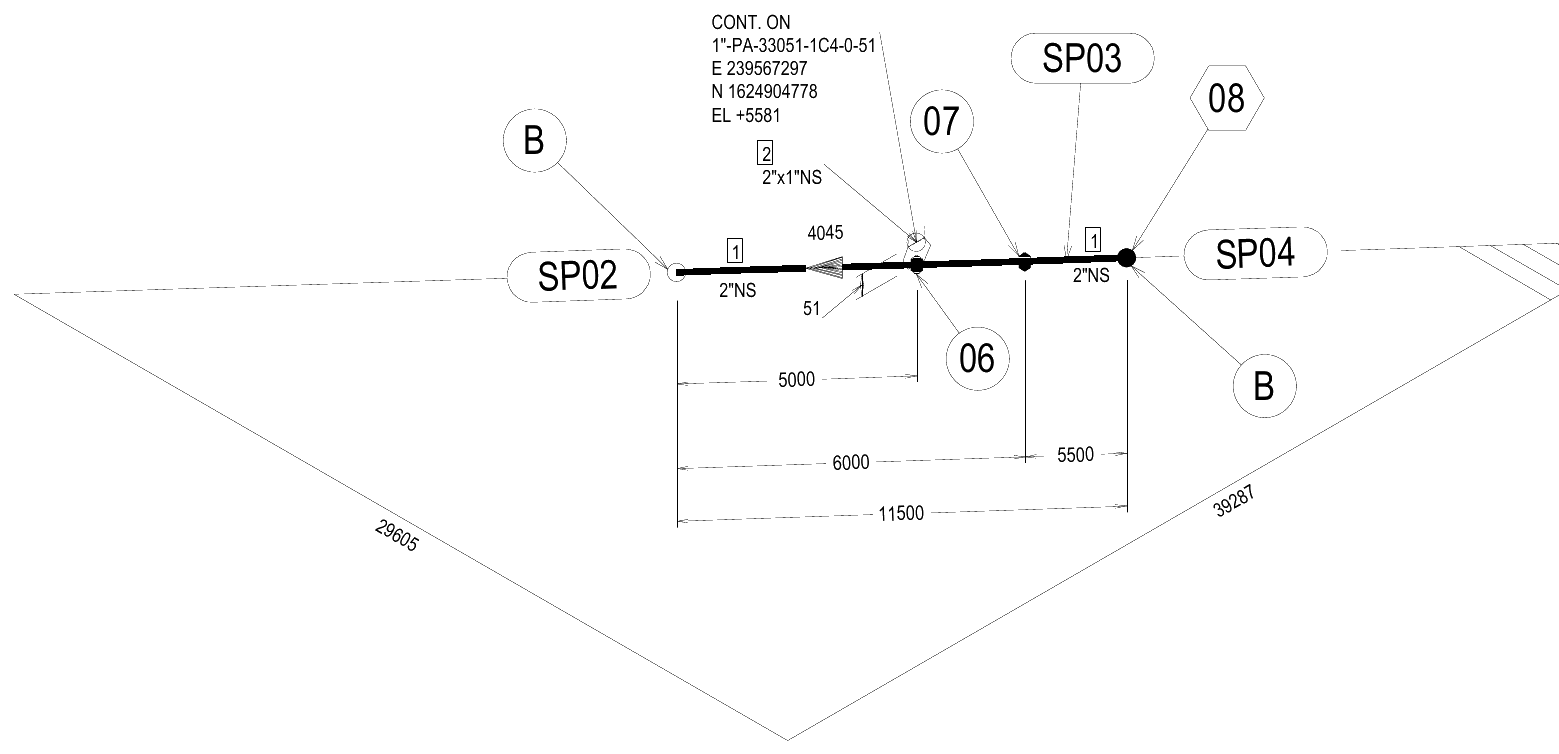 CONT. ON
1"-PA-33051-1C4-0-51
E 239567297
N 1624904778
EL +5581
SP03
08
07
B
2
2"x1"NS
4045
1
1
SP02
SP04
2"NS
2"NS
51
06
5000
B
6000
5500
11500
39287
29605